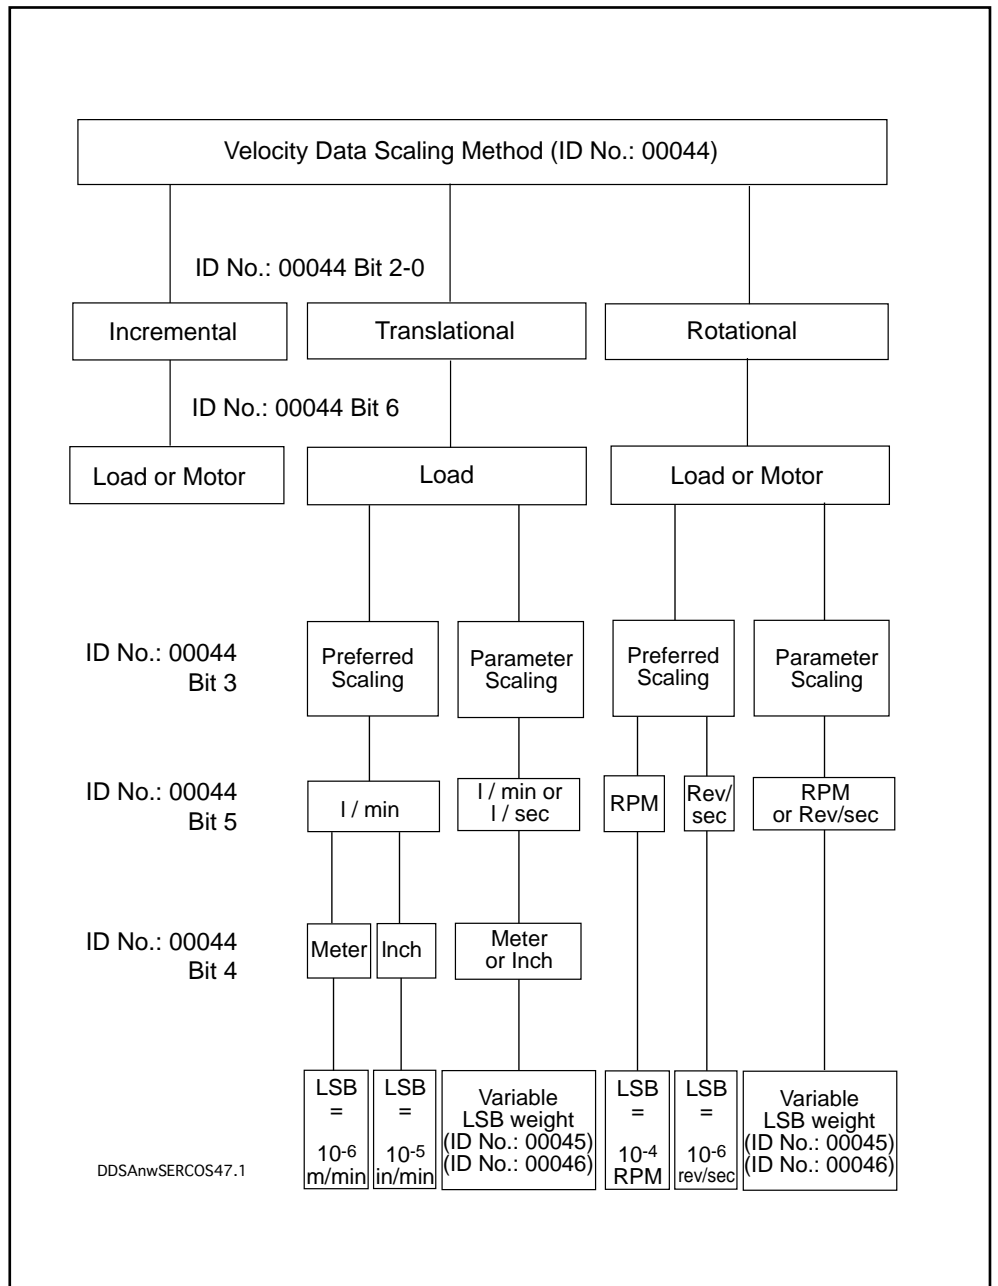 Velocity Data Scaling Method (ID No.: 00044)
ID No.: 00044 Bit 2-0
Incremental
Translational
Rotational
ID No.: 00044 Bit 6
Load or Motor
Load
Load or Motor
ID No.: 00044
Bit 3
Preferred
Scaling
Parameter
Scaling
Preferred
Scaling
Parameter
Scaling
ID No.: 00044
Bit 5
l / min
l / min or
l / sec
RPM
Rev/
sec
RPM
or Rev/sec
ID No.: 00044
Bit 4
Meter
Inch
Meter
or Inch
LSB
=
10-6
m/min
LSB
=
10-5
in/min
Variable
LSB weight
(ID No.: 00045)
(ID No.: 00046)
LSB
=
10-4
RPM
LSB
=
10-6
rev/sec
Variable
LSB weight
(ID No.: 00045)
(ID No.: 00046)
DDSAnwSERCOS47.1